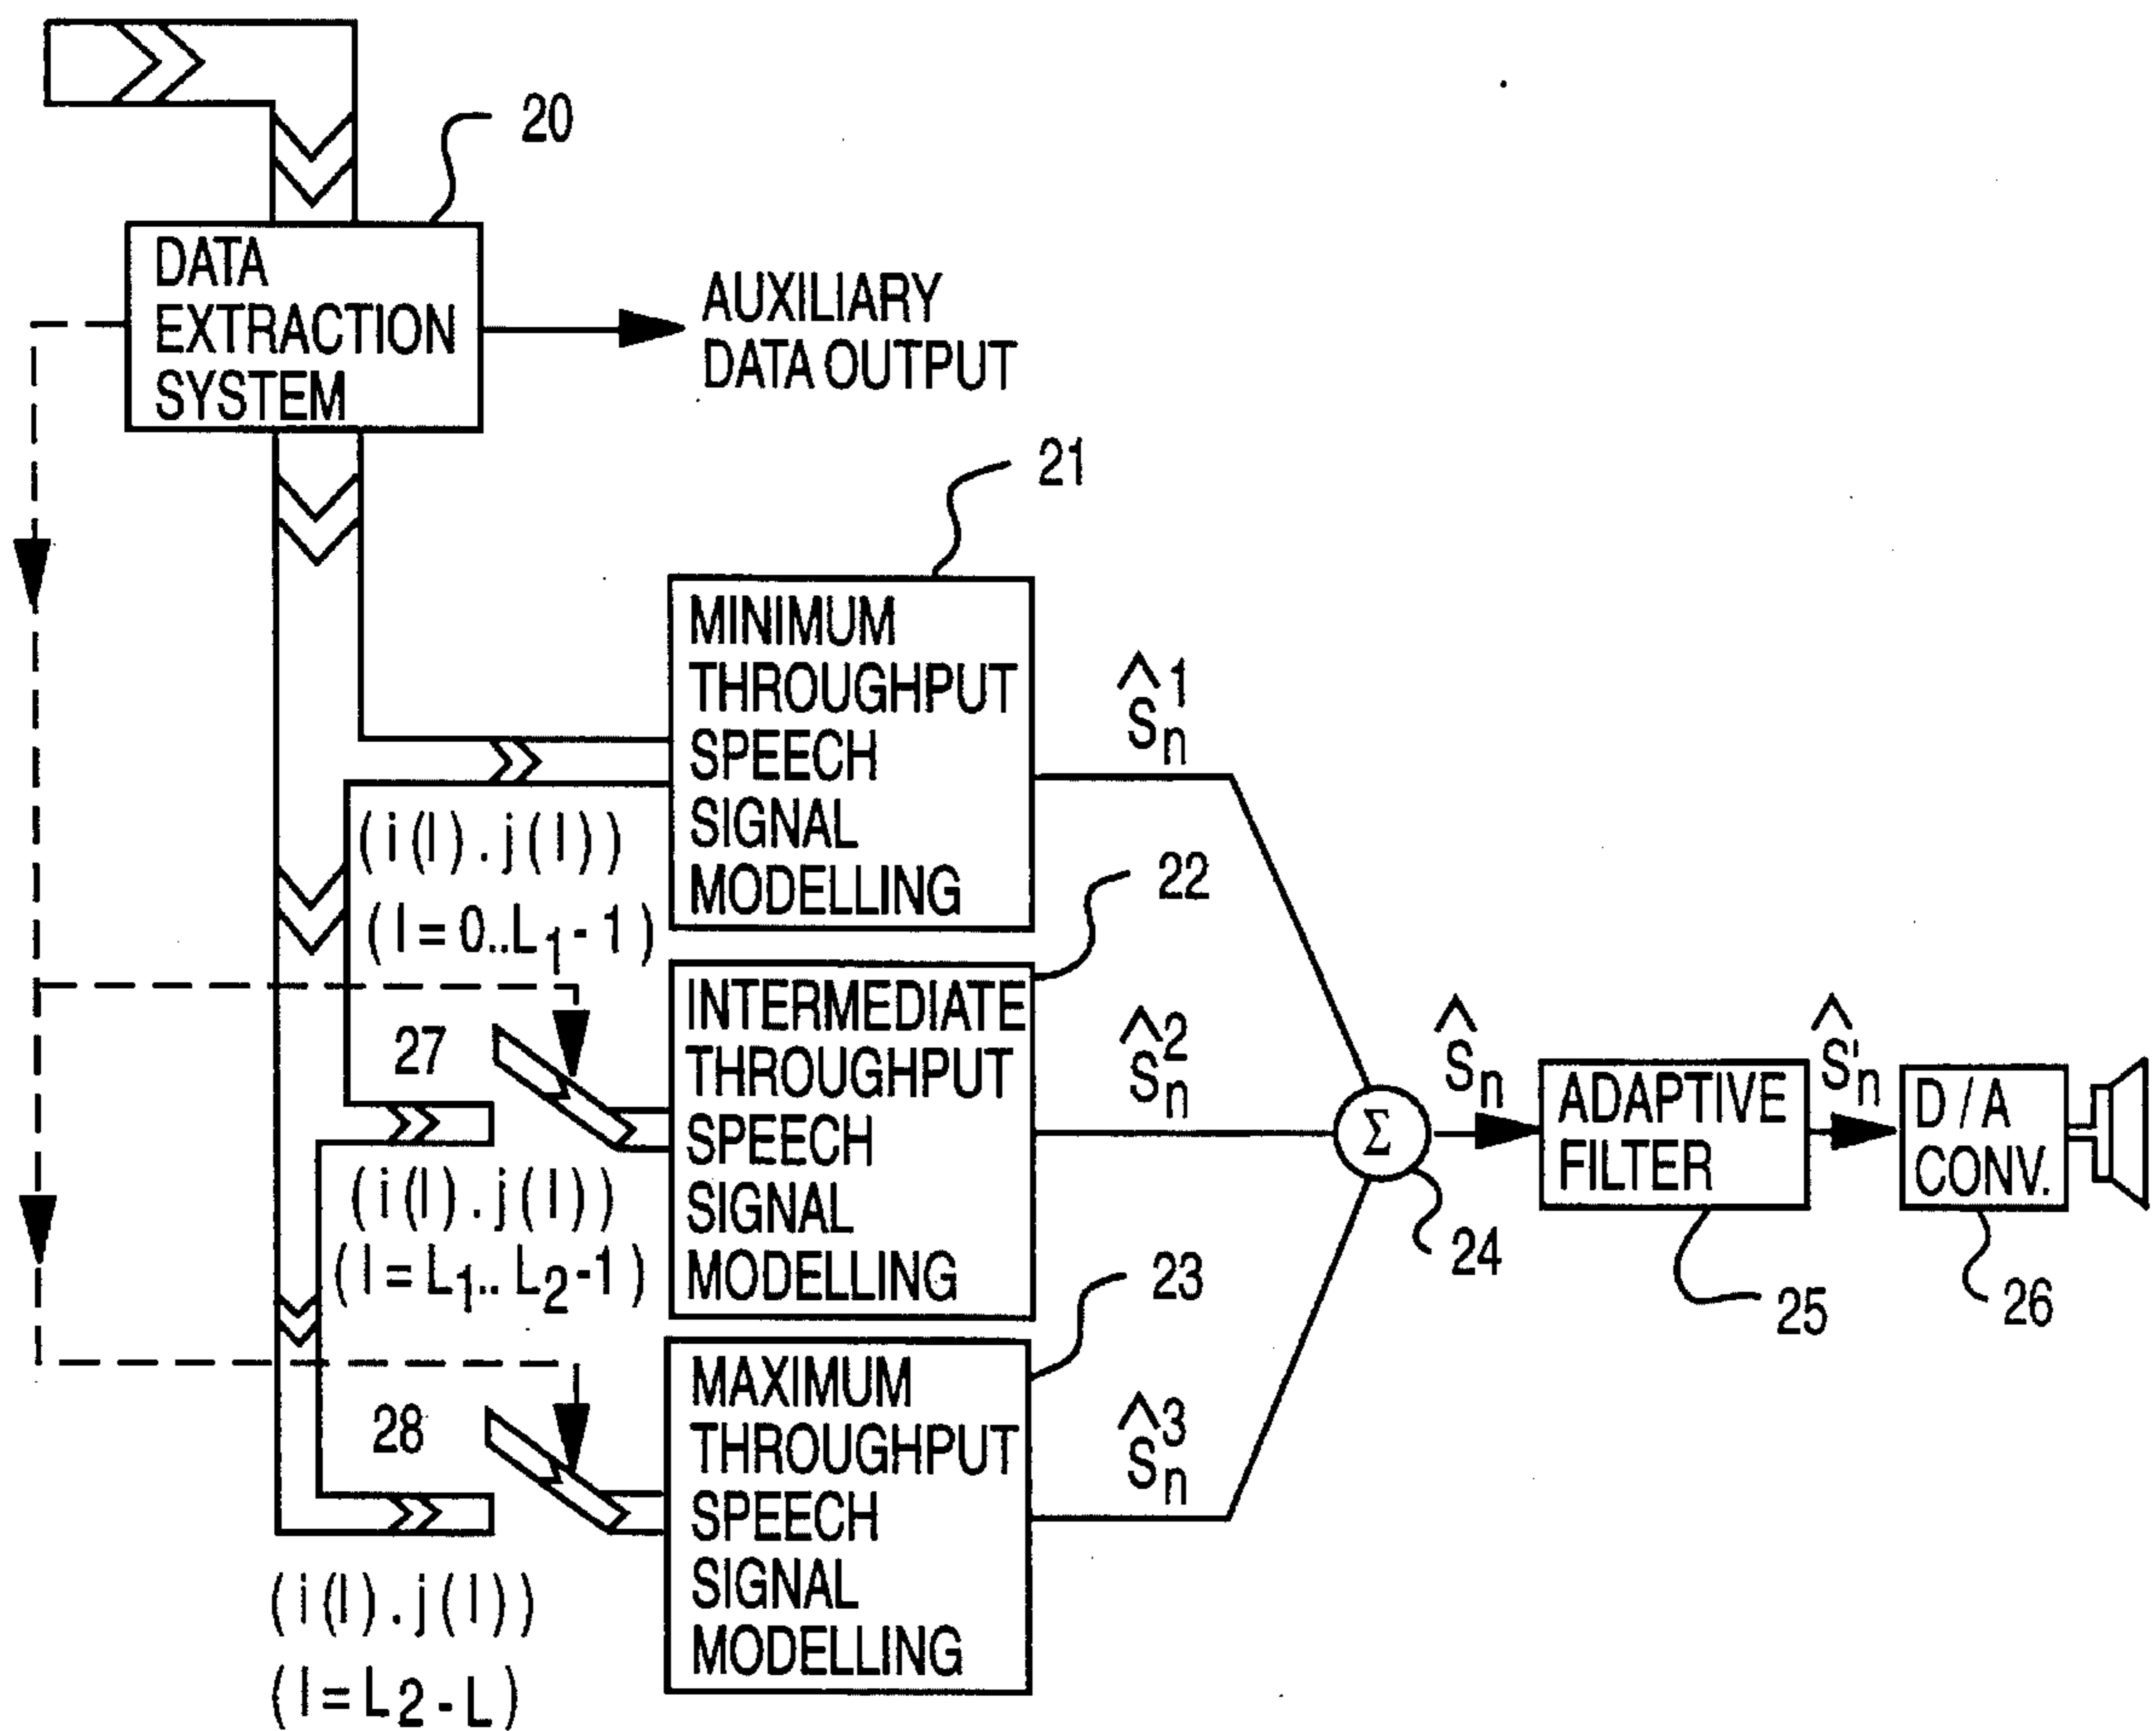 20
DATA
EXTRACTION
SYSTEM
AUXILIARY
DATA OUTPUT
21
MINIMUM
THROUGHPUT
SPEECH
SIGNAL
MODELLING
Ŝn1
(i(l).j(l))
(l=0..L1-1)
22
27
INTERMEDIATE
THROUGHPUT
SPEECH
SIGNAL
MODELLING
Ŝn2
(i(l).j(l))
(l=L1..L2-1)
Σ
24
Ŝn
ADAPTIVE
FILTER
25
Ŝ'n
D/A
CONV.
26
23
28
MAXIMUM
THROUGHPUT
SPEECH
SIGNAL
MODELLING
Ŝn3
(i(l).j(l))
(l=L2-L)